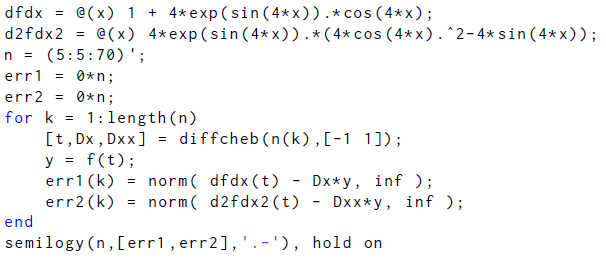 dfdx = @(x) 1 + 4*exp(sin(4*x)).*cos(4*x);
d2fdx2 = @(x) 4*exp(sin(4*x)).*(4*cos(4*x).^2-4*sin(4*x));
n = (5:5:70)';
err1 = 0*n;
err2 = 0*n;
for k = 1:length(n)
    [t,Dx,Dxx] = diffcheb(n(k),[-1 1]);
    y = f(t);
    err1(k) = norm( dfdx(t) - Dx*y, inf );
    err2(k) = norm( d2fdx2(t) - Dxx*y, inf );
end
semilogy(n,[err1,err2],'.-'), hold on